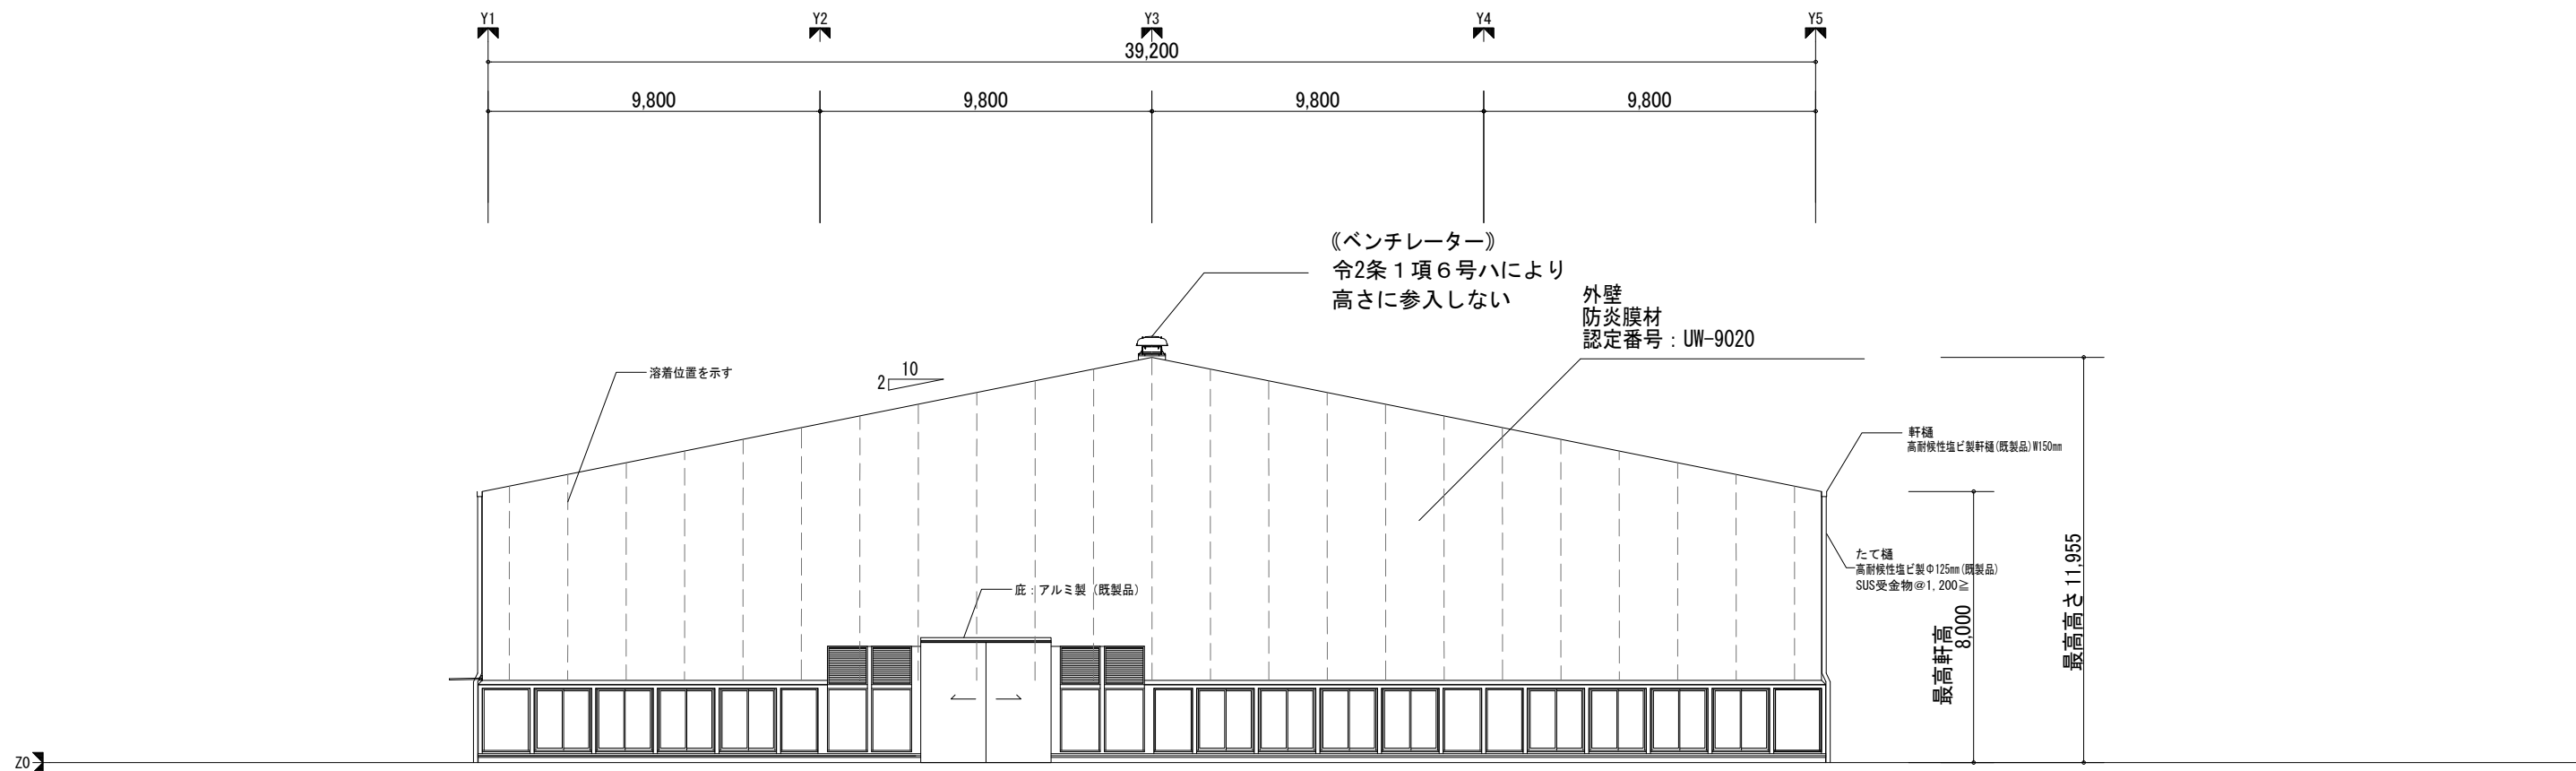 Y1
Y2
Y3
Y4
Y5
39,200
9,800
9,800
9,800
9,800
《ベンチレーター》
令2条1項6号ハにより
高さに参入しない
外壁
防炎膜材
認定番号：UW-9020
溶着位置を示す
10
2
軒樋
高耐候性塩ビ製軒樋(既製品)W150mm
たて樋
高耐候性塩ビ製Φ125mm(既製品)
SUS受金物@1,200≧
庇：アルミ製（既製品）
最高軒高
8,000
最高高さ11,955
Z0